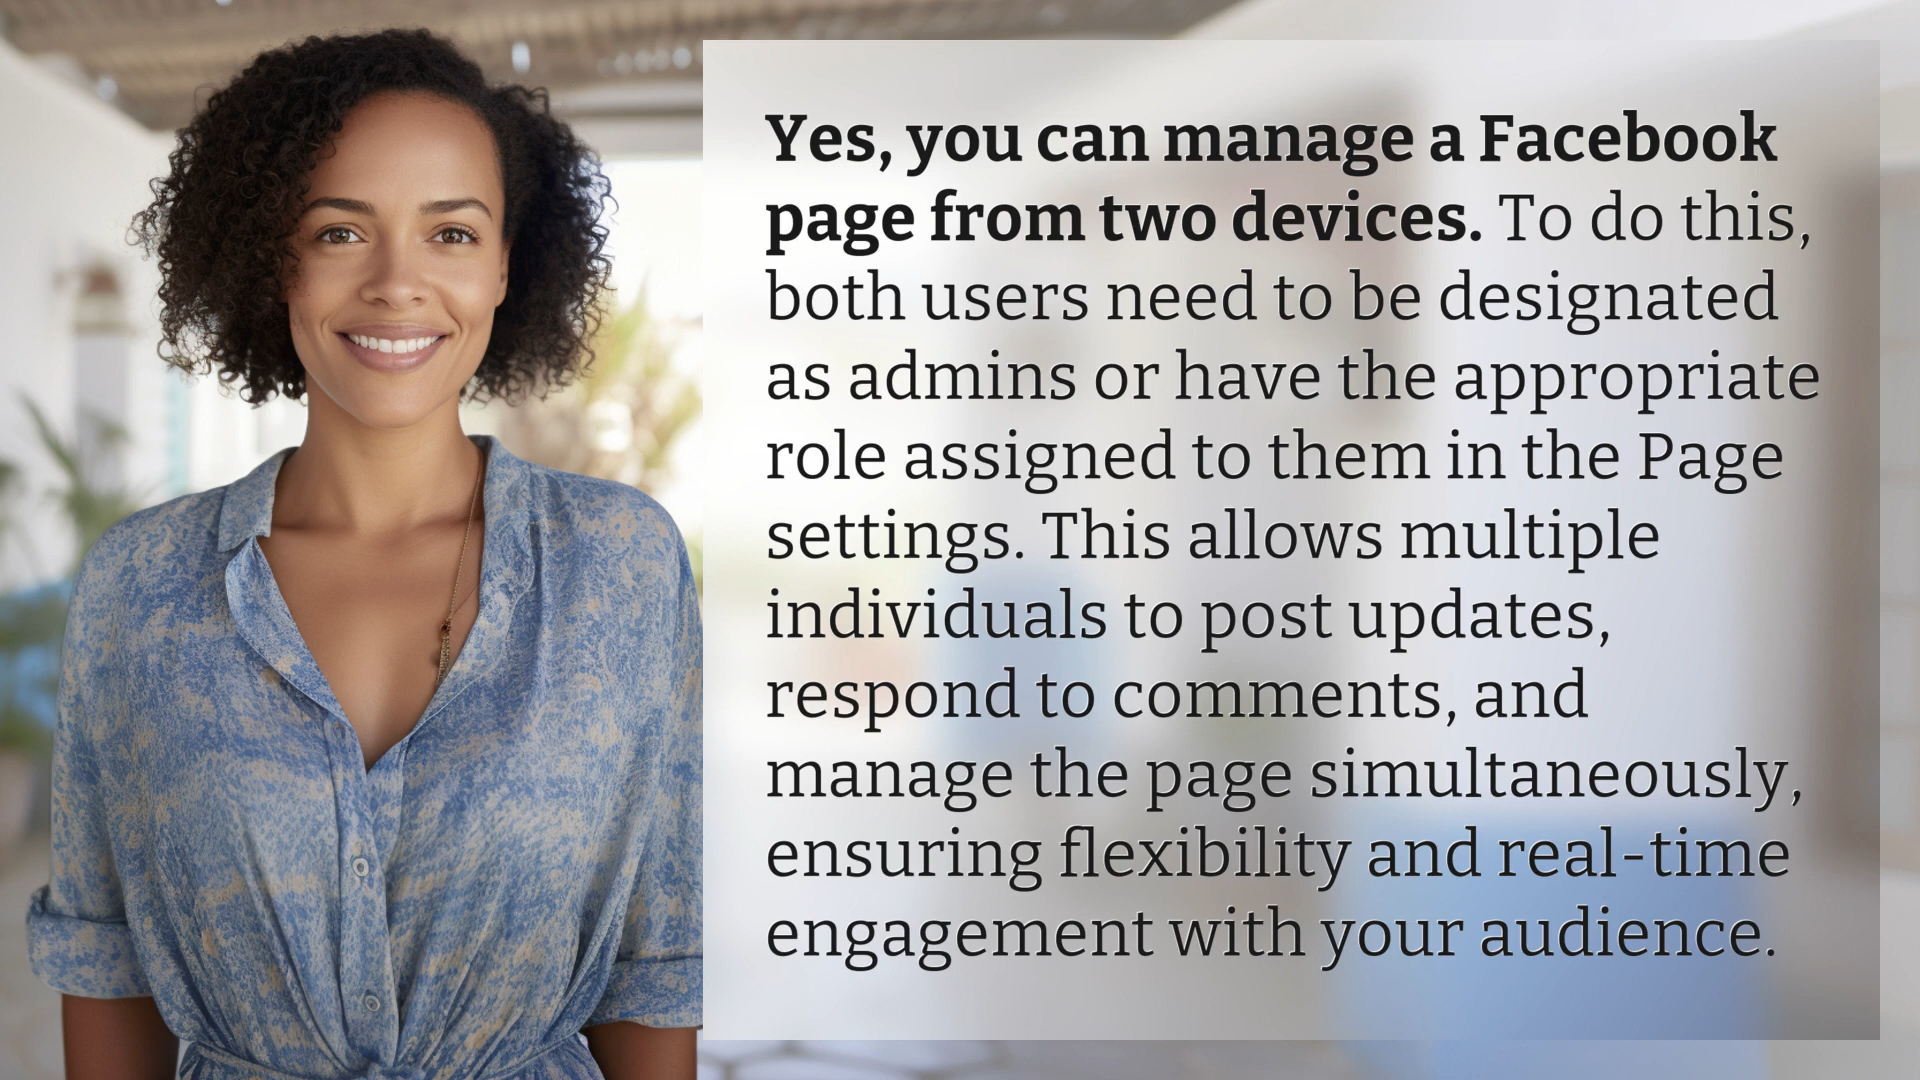 Yes, you can manage a Facebook
page from two devices. To do this,
both users need to be designated
as admins or have the appropriate
role assigned to them in the Page
settings. This allows multiple
individuals to post updates,
respond to comments, and
manage the page simultaneously,
ensuring flexibility and real-time
engagement with your audience.